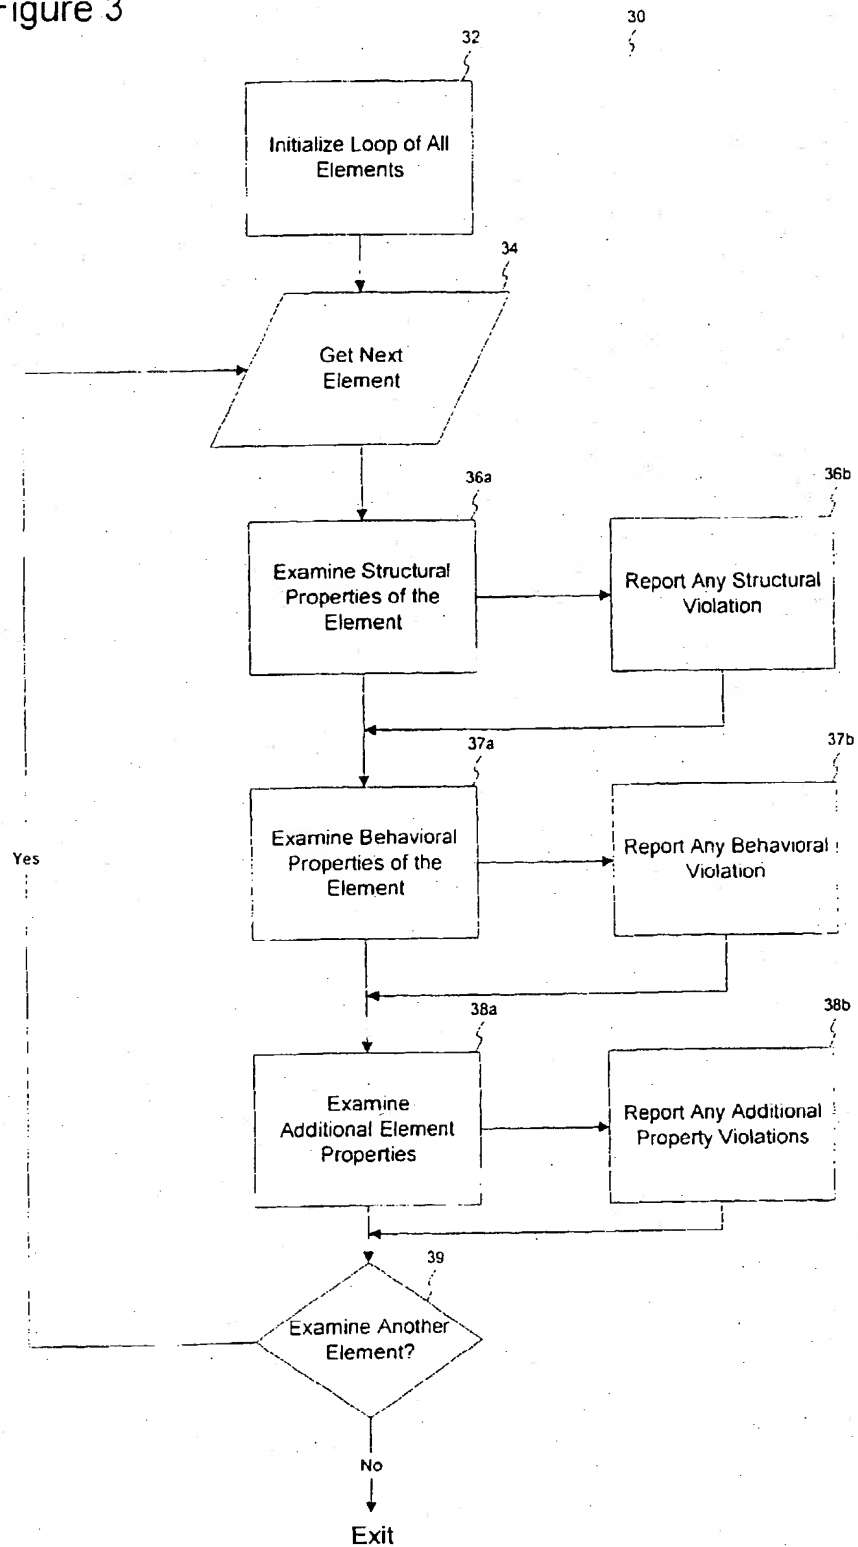 Figure 3
30
32
Initialize Loop of All
Elements
34
Get Next
Element
36a
Examine Structural
Properties of the
Element
36b
Report Any Structural
Violation
37a
Examine Behavioral
Properties of the
Element
37b
Report Any Behavioral
Violation
Yes
38a
Examine
Additional Element
Properties
38b
Report Any Additional
Property Violations
39
Examine Another
Element?
No
Exit